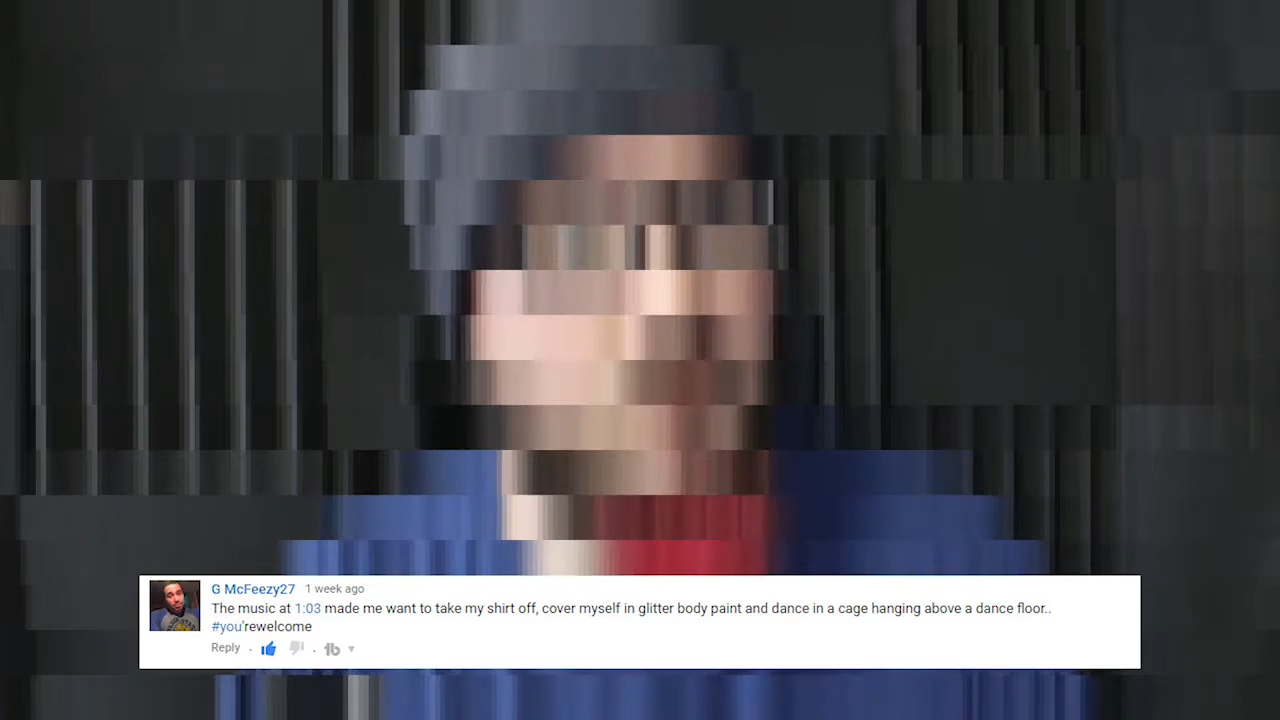 G McFeezy27 1 week ago
The music at 1:03 made me want to take my shirt off, cover myself in glitter body paint and dance in a cage hanging above a dance floor..
#you'rewelcome
Reply